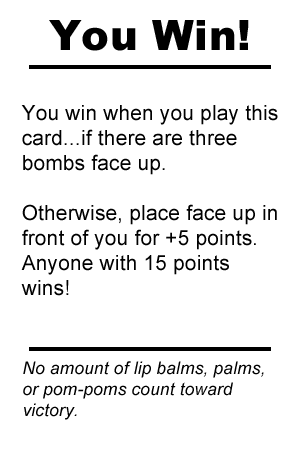 You Win!
You win when you play this
card...if there are three
bombs face up.
Otherwise, place face up in
front of you for +5 points.
Anyone with 15 points
wins!
No amount of lip balms, palms,
or pom-poms count toward
victory.